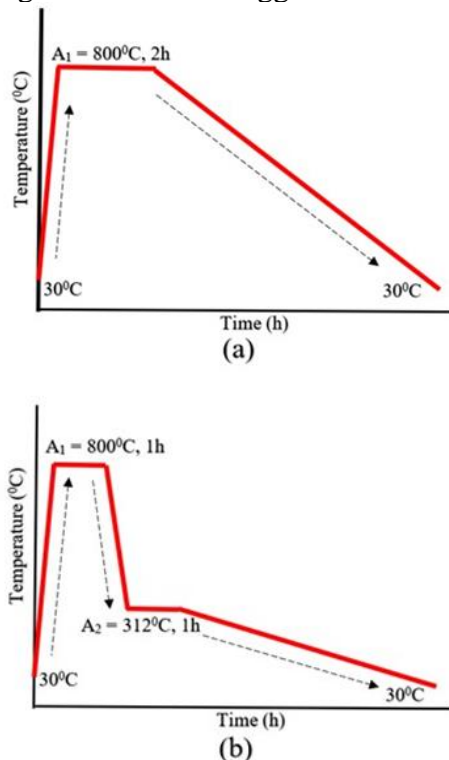 A₁ = 800⁰C, 2h
Temperature (⁰C)
30⁰C
30⁰C
Time (h)
(a)
A₁ = 800⁰C, 1h
Temperature (⁰C)
A₂ = 312⁰C, 1h
30⁰C
30⁰C
Time (h)
(b)